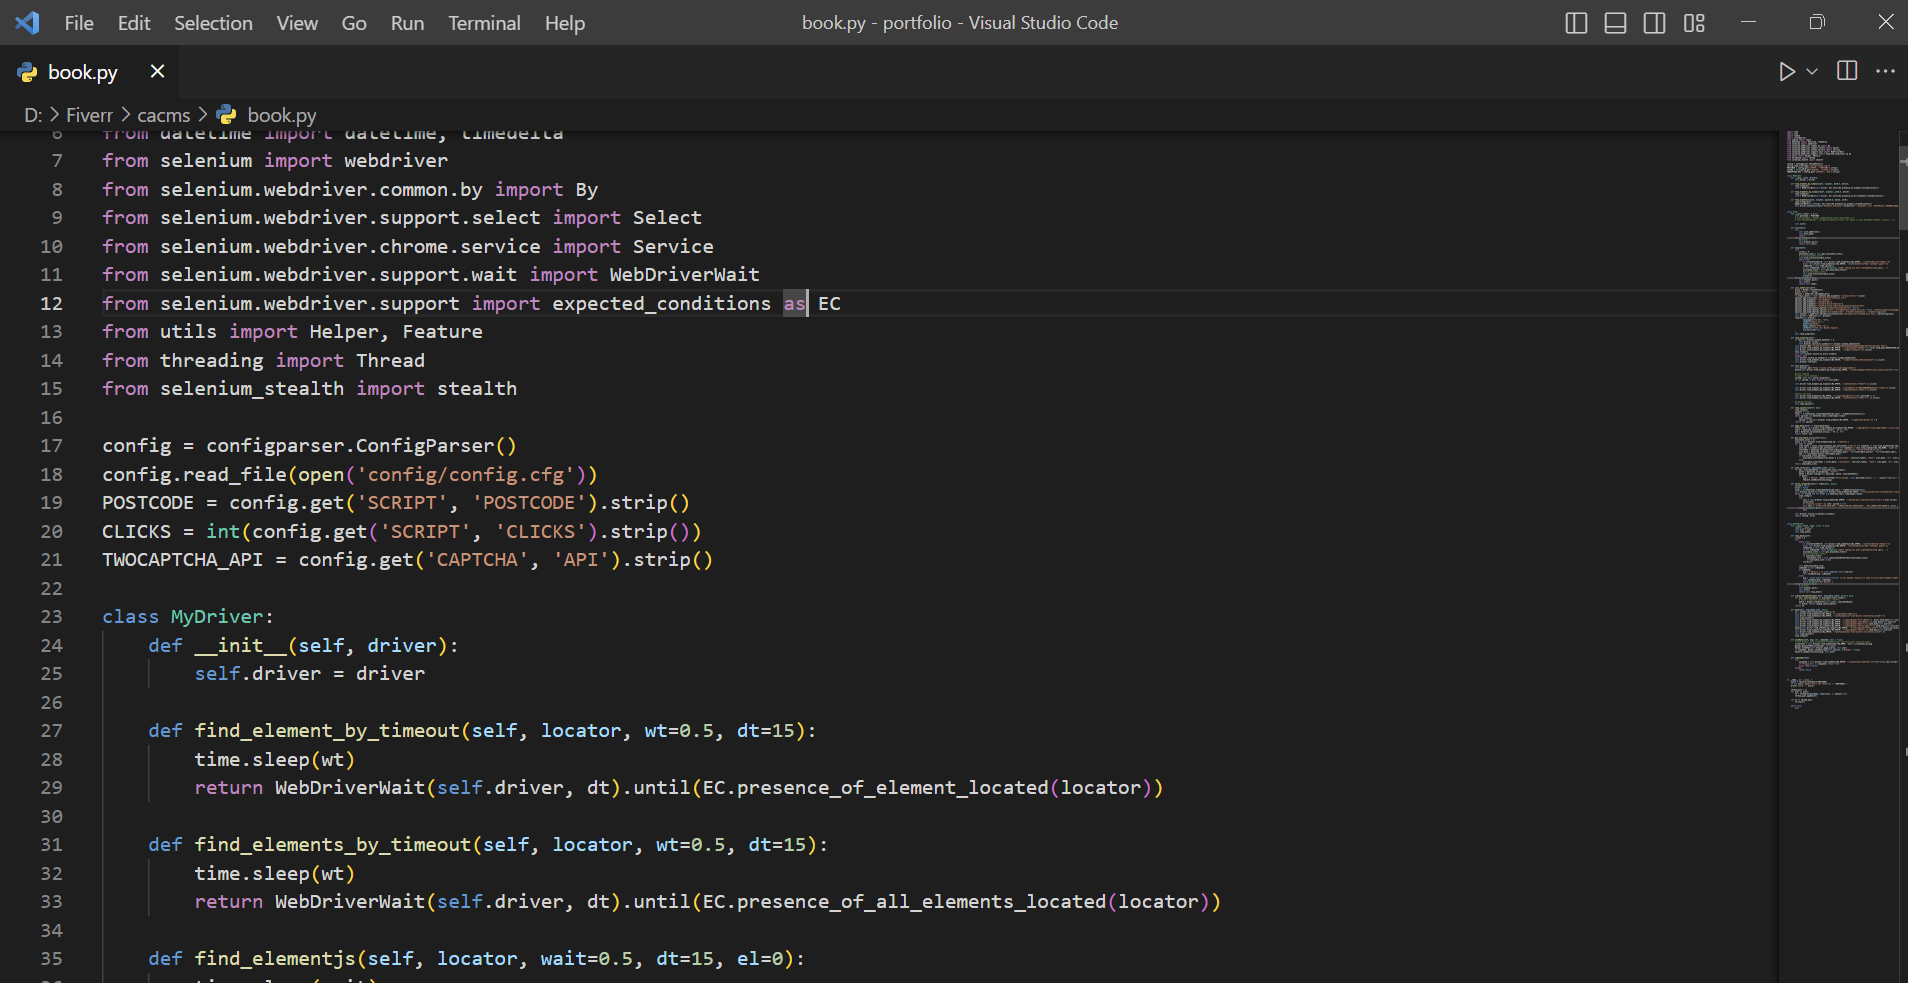 File Edit Selection View Go Run Terminal Help book.py - portfolio - Visual Studio Code
book.py
D: > Fiverr > cacms > book.py
6 from datetime import datetime, timedelta
7 from selenium import webdriver
8 from selenium.webdriver.common.by import By
9 from selenium.webdriver.support.select import Select
10 from selenium.webdriver.chrome.service import Service
11 from selenium.webdriver.support.wait import WebDriverWait
12 from selenium.webdriver.support import expected_conditions as EC
13 from utils import Helper, Feature
14 from threading import Thread
15 from selenium_stealth import stealth
16
17 config = configparser.ConfigParser()
18 config.read_file(open('config/config.cfg'))
19 POSTCODE = config.get('SCRIPT', 'POSTCODE').strip()
20 CLICKS = int(config.get('SCRIPT', 'CLICKS').strip())
21 TWOCAPTCHA_API = config.get('CAPTCHA', 'API').strip()
22
23 class MyDriver:
24 def __init__(self, driver):
25 self.driver = driver
26
27 def find_element_by_timeout(self, locator, wt=0.5, dt=15):
28 time.sleep(wt)
29 return WebDriverWait(self.driver, dt).until(EC.presence_of_element_located(locator))
30
31 def find_elements_by_timeout(self, locator, wt=0.5, dt=15):
32 time.sleep(wt)
33 return WebDriverWait(self.driver, dt).until(EC.presence_of_all_elements_located(locator))
34
35 def find_elementjs(self, locator, wait=0.5, dt=15, el=0):